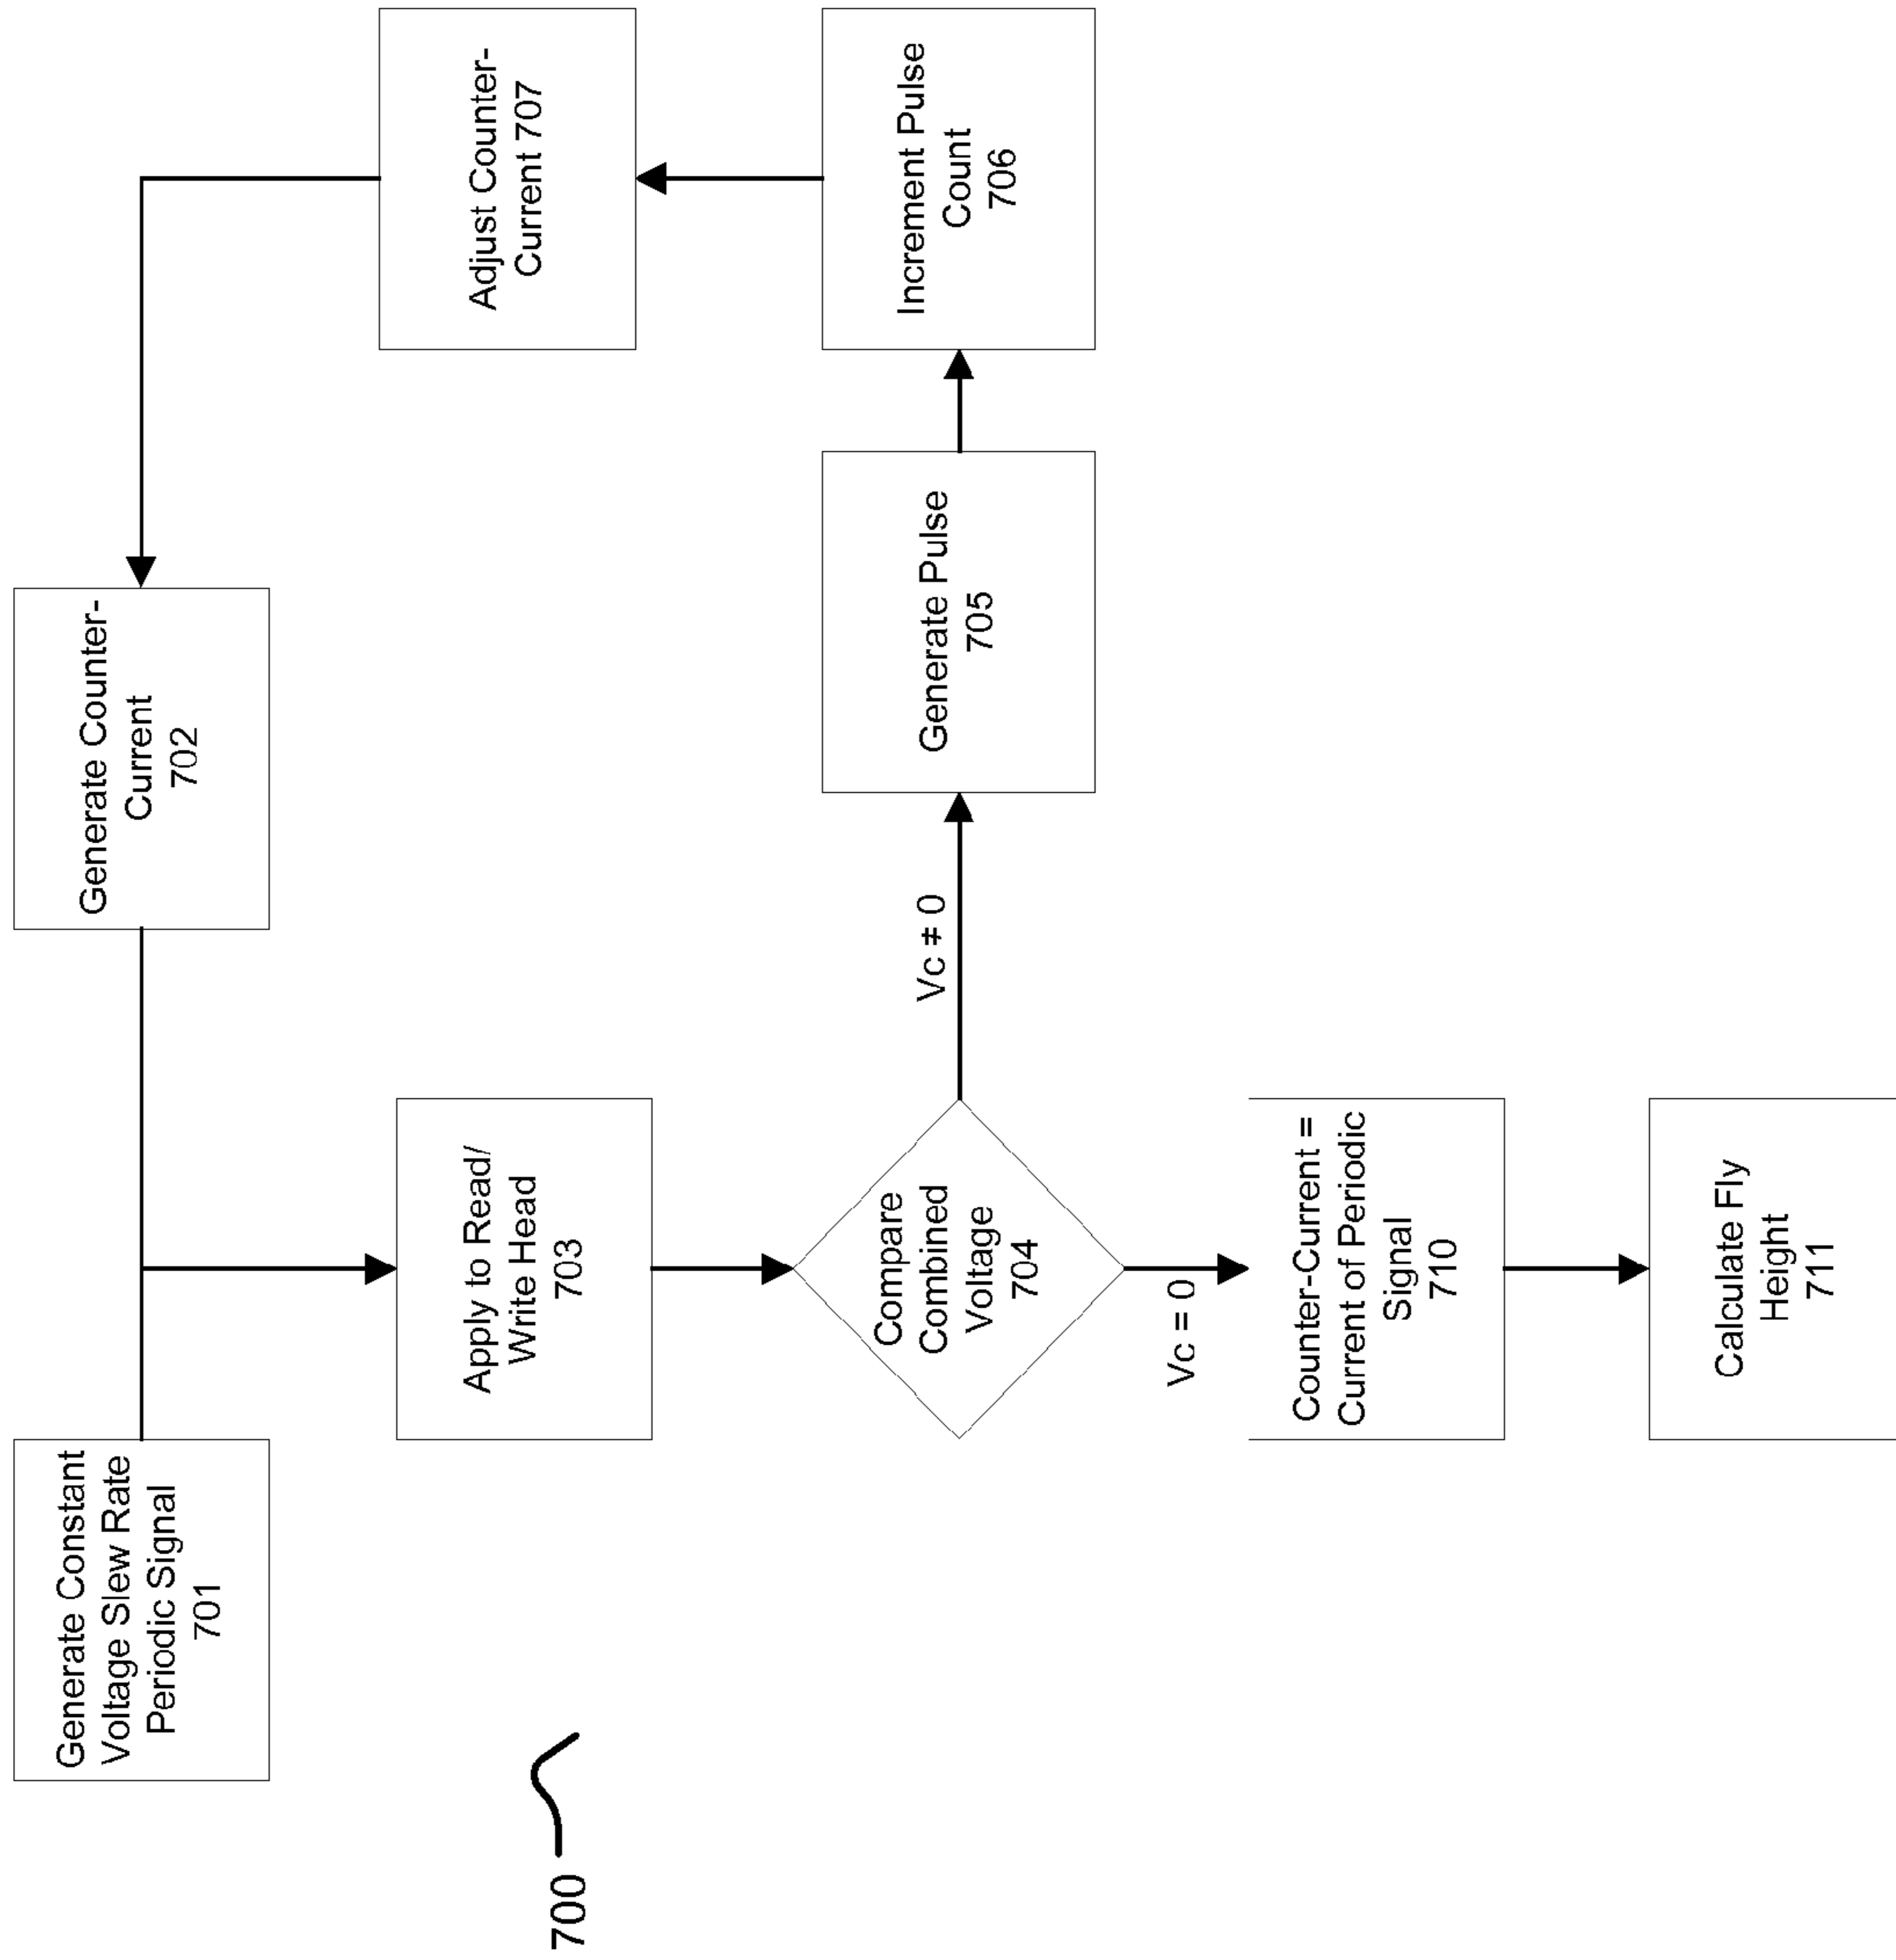 Generate Constant
Voltage Slew Rate
Periodic Signal
701
Generate Counter-
Current
702
Apply to Read/
Write Head
703
Compare
Combined
Voltage
704
Vc ≠ 0
Generate Pulse
705
Increment Pulse
Count
706
Adjust Counter-
Current 707
Vc = 0
Counter-Current =
Current of Periodic
Signal
710
Calculate Fly
Height
711
700